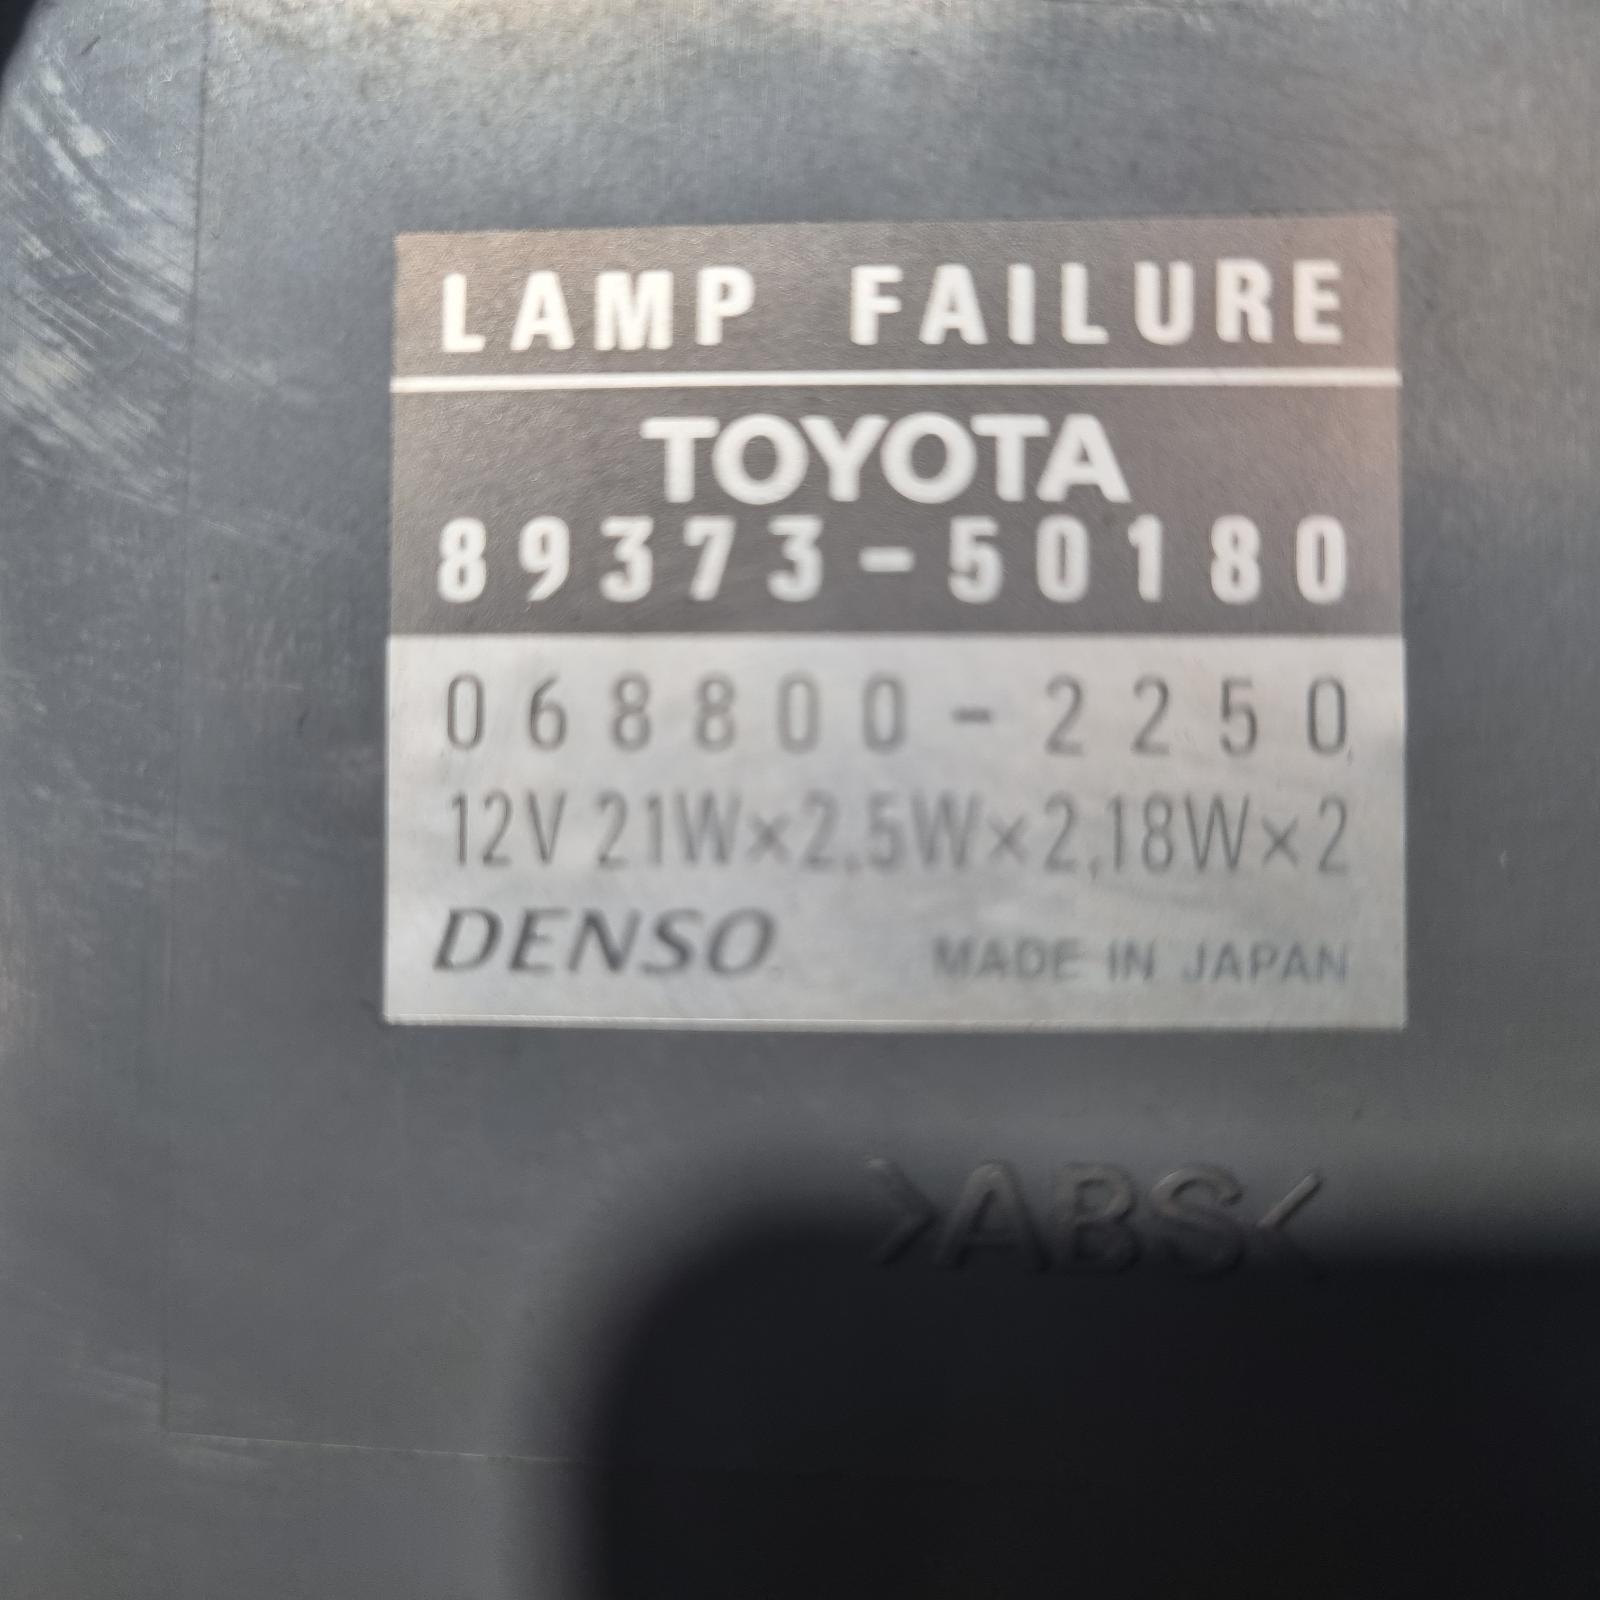 LAMP FAILURE
TOYOTA
89373-50180
068800-2250
12V 21W×2,5W×2,18W×2
DENSO MADE IN JAPAN
>ABS<